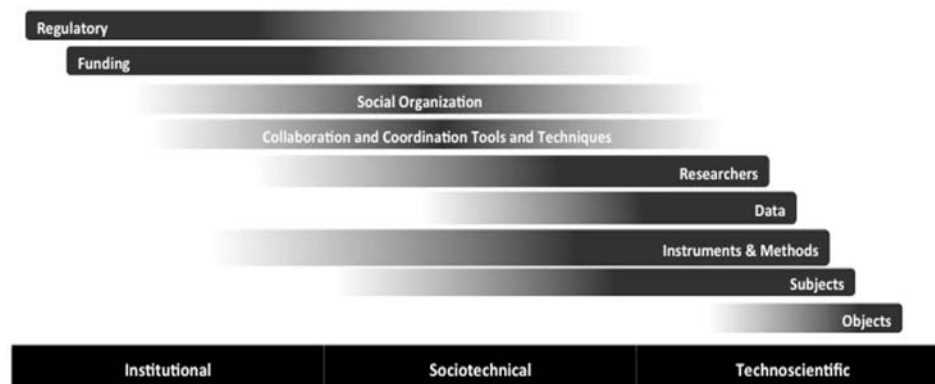 Regulatory
Funding
Social Organization
Collaboration and Coordination Tools and Techniques
Researchers
Data
Instruments & Methods
Subjects
Objects
Institutional Sociotechnical Technoscientific